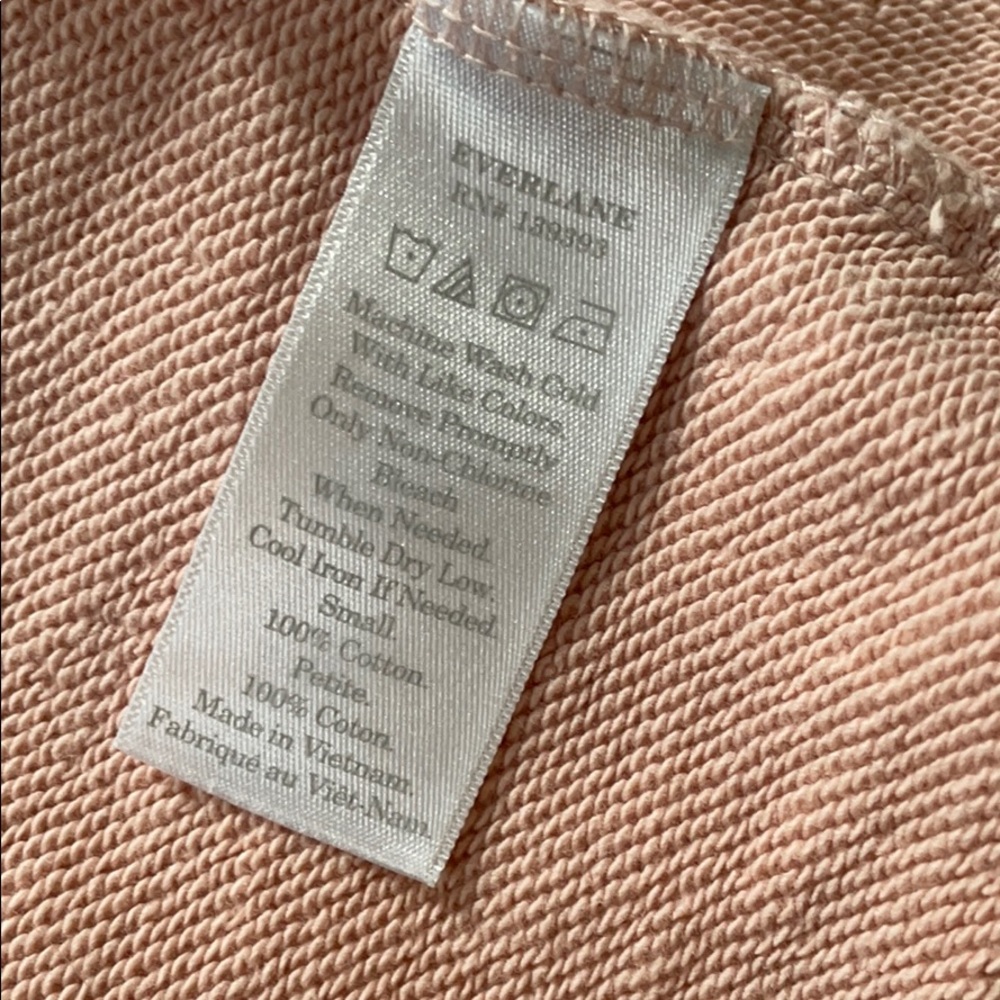 EVERLANE
RN# 139393
Machine Wash Cold
With Like Colors.
Remove Promptly
Only Non-Chlorine
Bleach
When Needed.
Tumble Dry Low.
Cool Iron If Needed.
Small.
100% Cotton.
Petite.
100% Coton.
Made in Vietnam.
Fabriqué au Viêt-Nam.